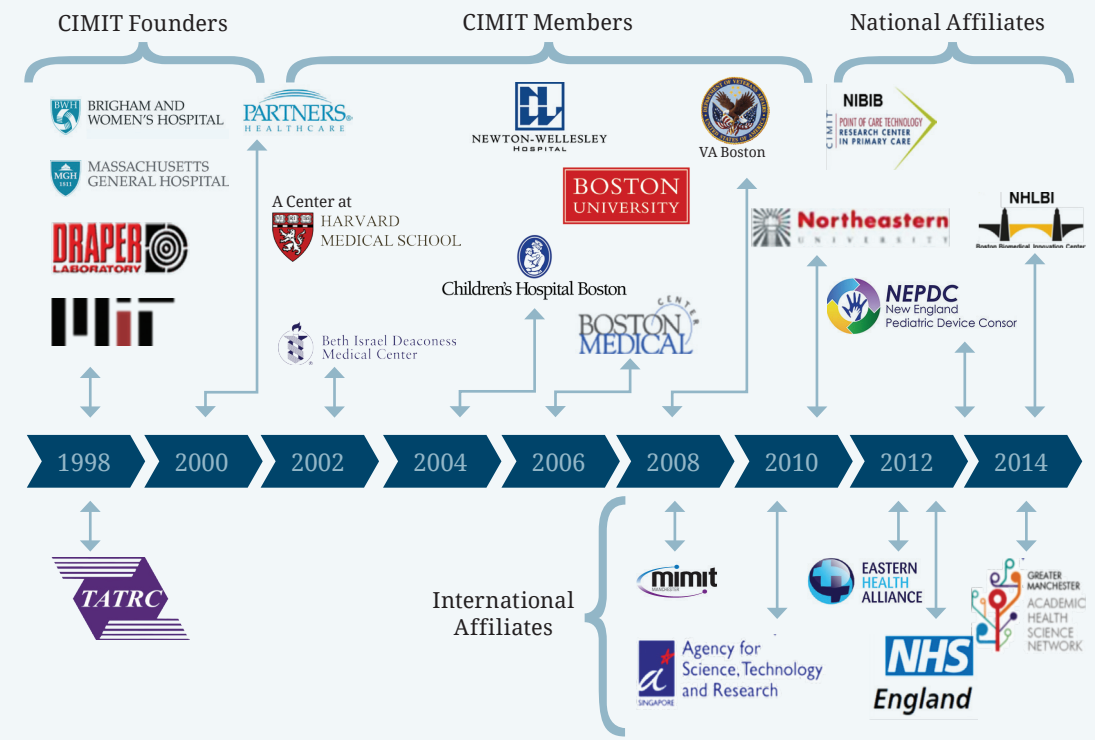 CIMIT Founders
CIMIT Members
National Affiliates
BWH
BRIGHAM AND
WOMEN'S HOSPITAL
MGH
1811
MASSACHUSETTS
GENERAL HOSPITAL
DRAPER
LABORATORY
MIT
PARTNERS®
HEALTHCARE
A Center at
HARVARD
MEDICAL SCHOOL
Beth Israel Deaconess
Medical Center
NEWTON-WELLESLEY
HOSPITAL
BOSTON
UNIVERSITY
Children's Hospital Boston
BOSTON
MEDICAL
CENTER
VA Boston
CIMIT
NIBIB
POINT OF CARE TECHNOLOGY
RESEARCH CENTER
IN PRIMARY CARE
Northeastern
UNIVERSITY
NHLBI
Boston Biomedical Innovation Center
NEPDC
New England
Pediatric Device Consor
1998
2000
2002
2004
2006
2008
2010
2012
2014
TATRC
International
Affiliates
mimit
MANCHESTER
Agency for
Science, Technology
and Research
SINGAPORE
EASTERN
HEALTH
ALLIANCE
NHS
England
GREATER
MANCHESTER
ACADEMIC
HEALTH
SCIENCE
NETWORK